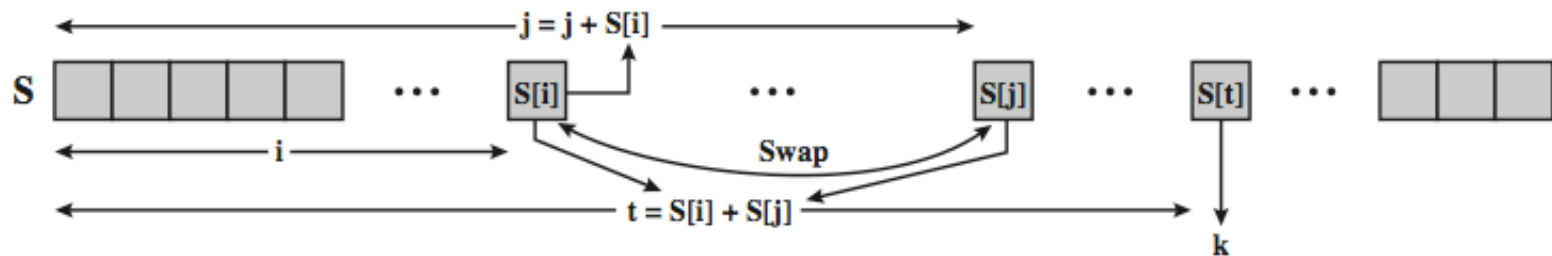 j = j + S[i]
S S[i] S[j] S[t]
i Swap
t = S[i] + S[j]
k